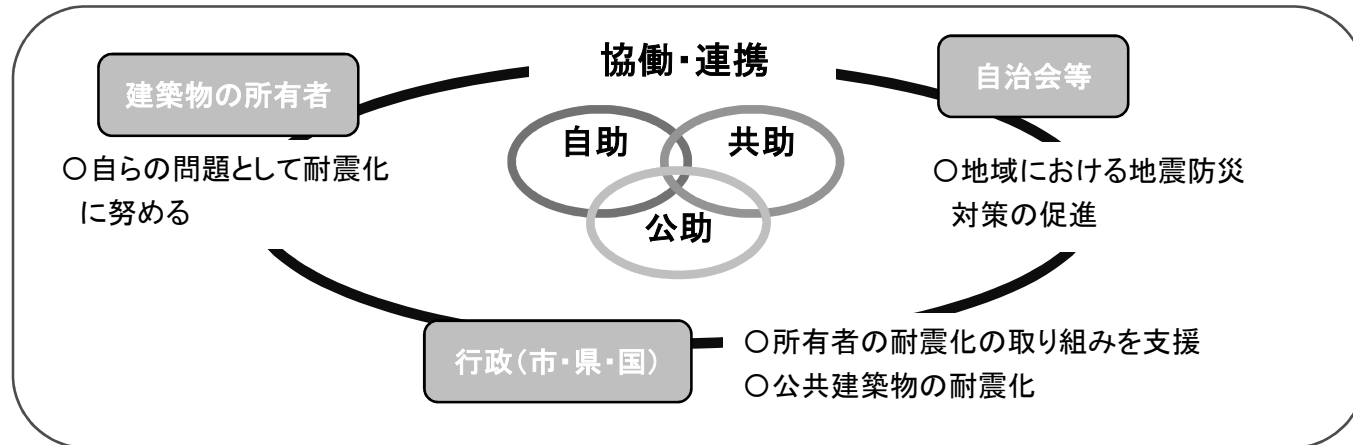 協働・連携
建築物の所有者
自治会等
自助
共助
公助
〇自らの問題として耐震化
に努める
〇地域における地震防災
対策の促進
行政(市・県・国)
〇所有者の耐震化の取り組みを支援
〇公共建築物の耐震化